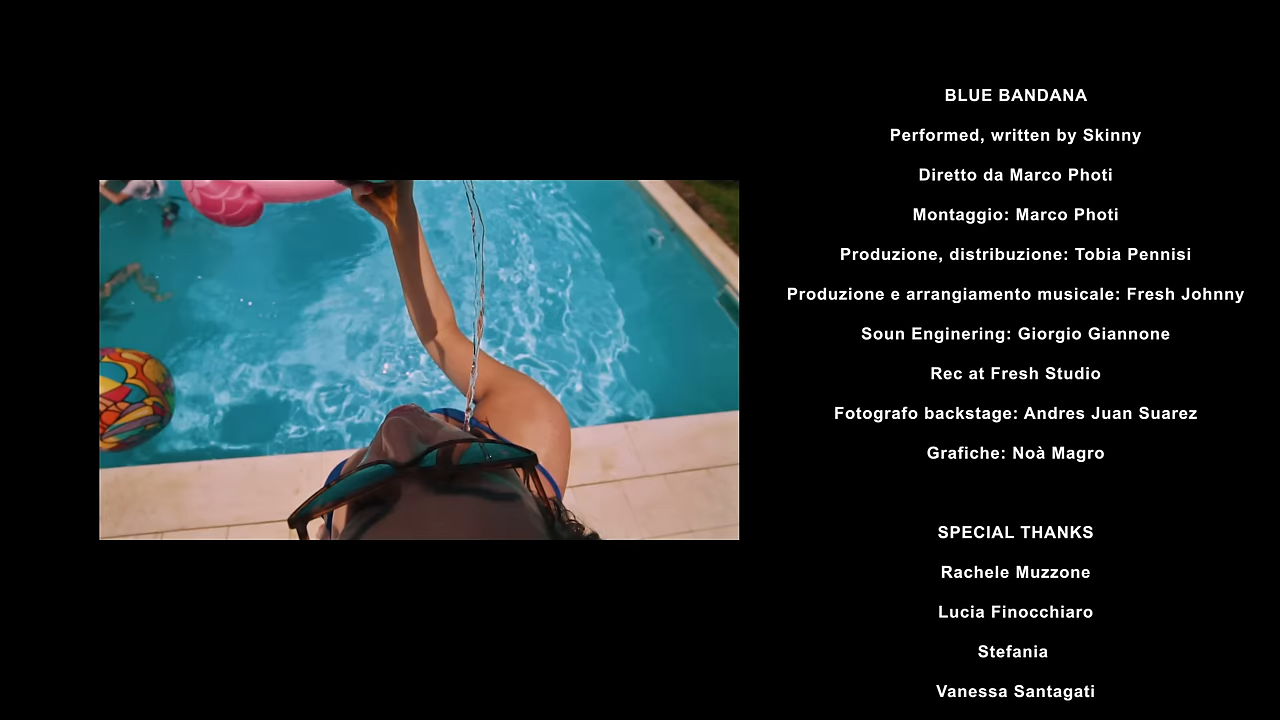 BLUE BANDANA
Performed, written by Skinny
Diretto da Marco Photi
Montaggio: Marco Photi
Produzione, distribuzione: Tobia Pennisi
Produzione e arrangiamento musicale: Fresh Johnny
Soun Enginering: Giorgio Giannone
Rec at Fresh Studio
Fotografo backstage: Andres Juan Suarez
Grafiche: Noà Magro
SPECIAL THANKS
Rachele Muzzone
Lucia Finocchiaro
Stefania
Vanessa Santagati